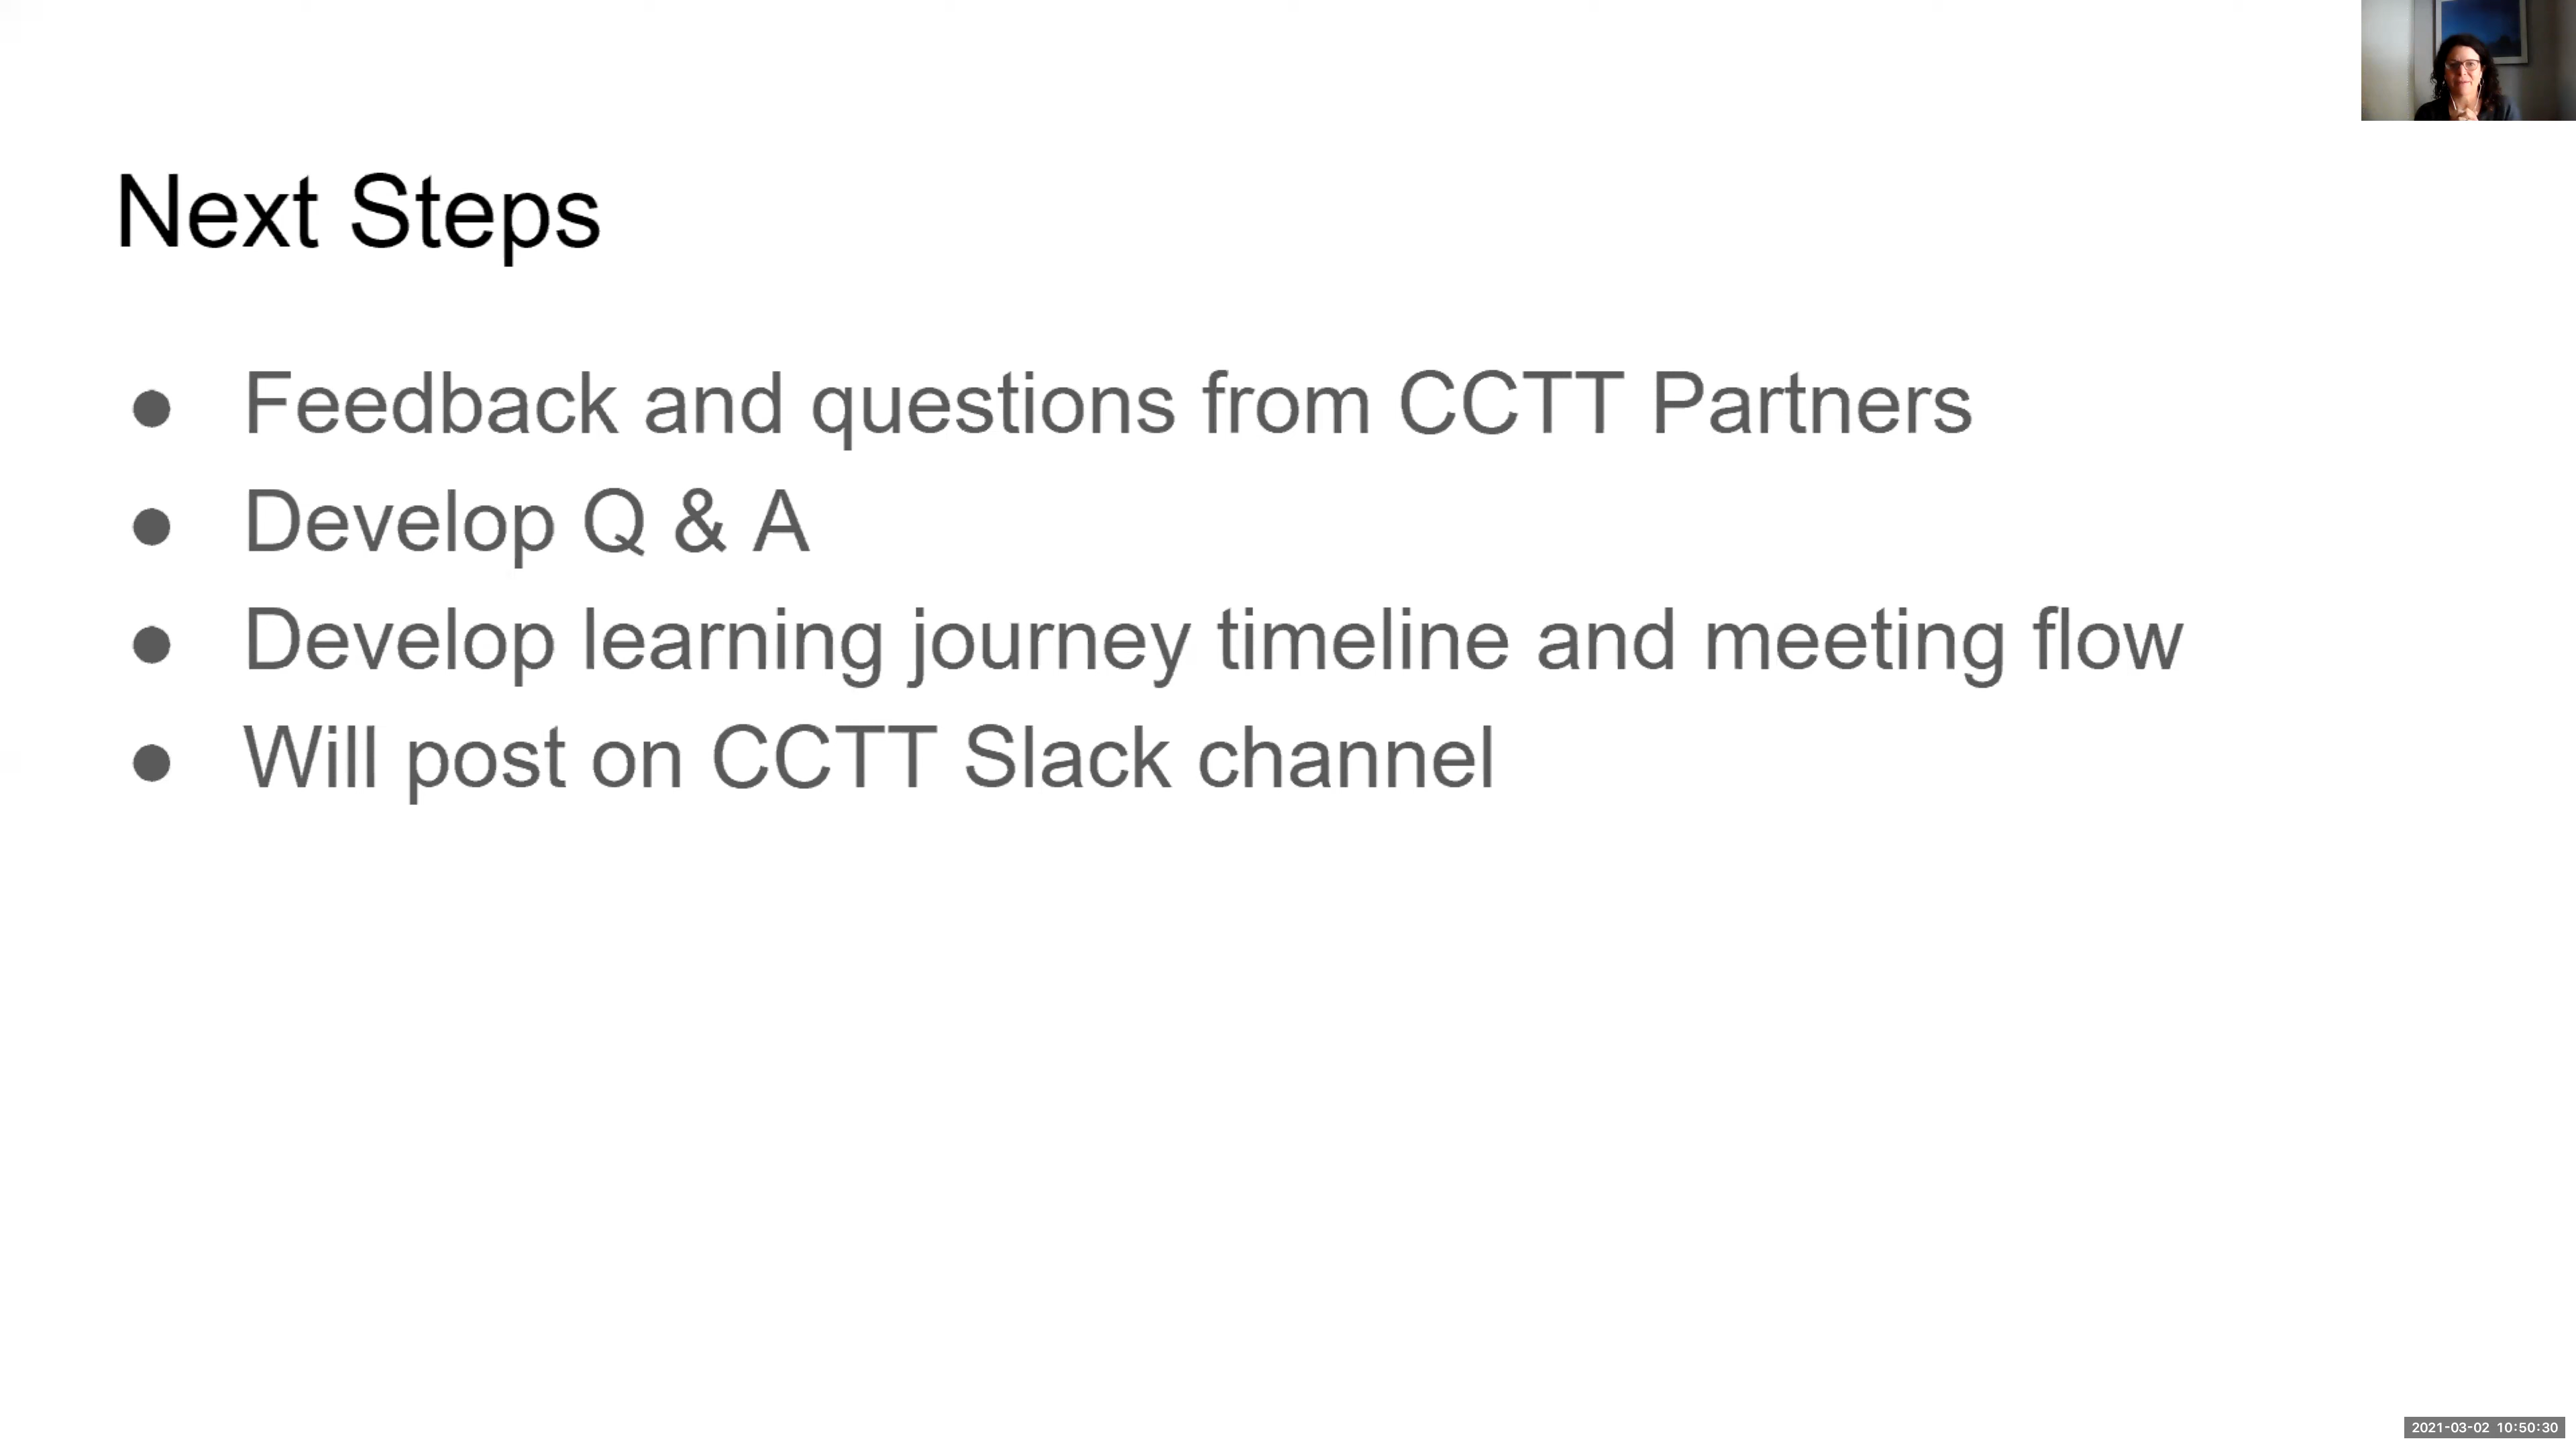 Next Steps
● Feedback and questions from CCTT Partners
● Develop Q & A
● Develop learning journey timeline and meeting flow
● Will post on CCTT Slack channel
2021-03-02 10:50:30